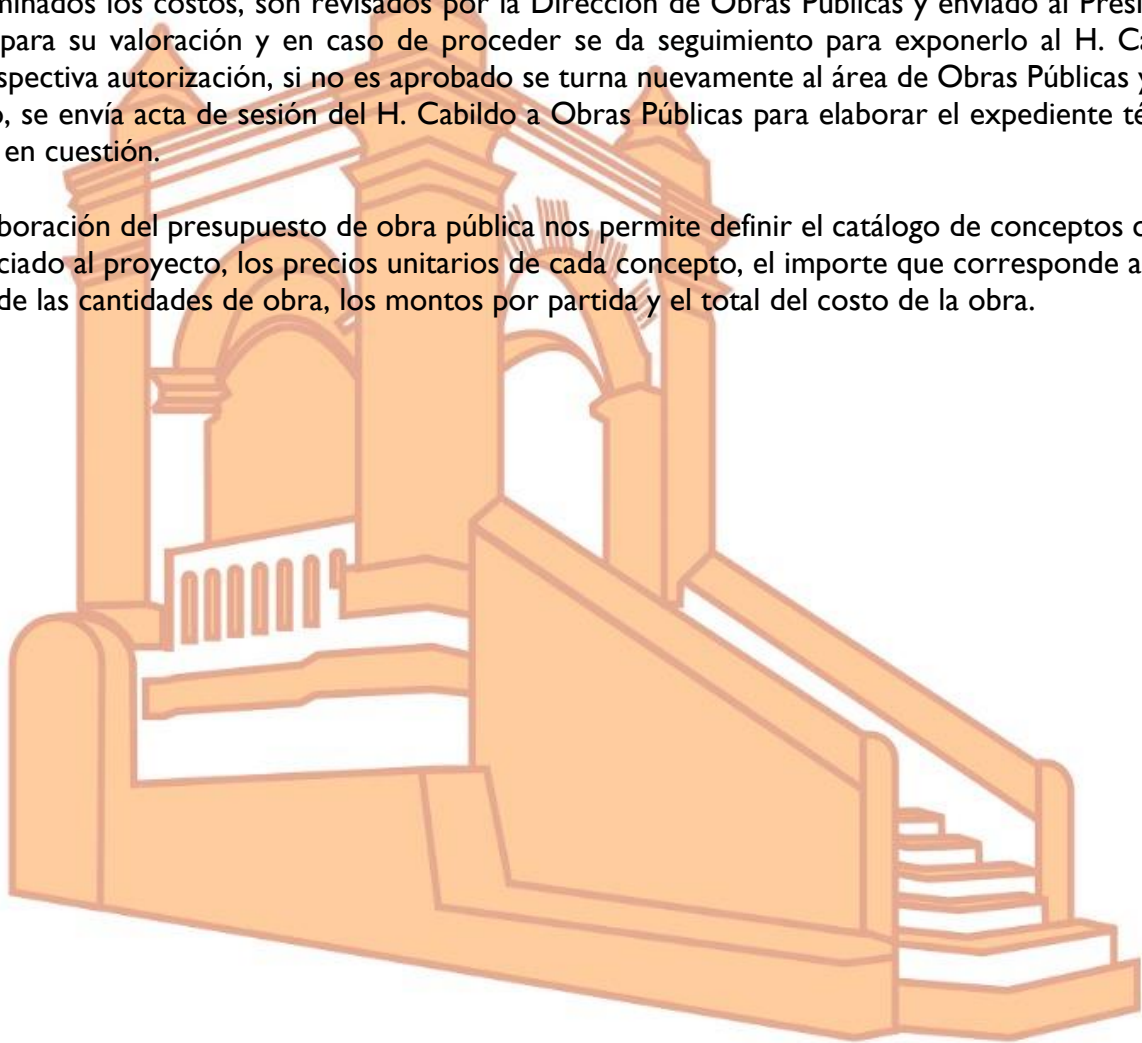 minados los costos, son revisados por la Dirección de Obras Públicas y enviado al Presi
para su valoración y en caso de proceder se da seguimiento para exponerlo al H. Ca
spectiva autorización, si no es aprobado se turna nuevamente al área de Obras Públicas y
o, se envía acta de sesión del H. Cabildo a Obras Públicas para elaborar el expediente té
en cuestión.
boración del presupuesto de obra pública nos permite definir el catálogo de conceptos d
ciado al proyecto, los precios unitarios de cada concepto, el importe que corresponde a
de las cantidades de obra, los montos por partida y el total del costo de la obra.